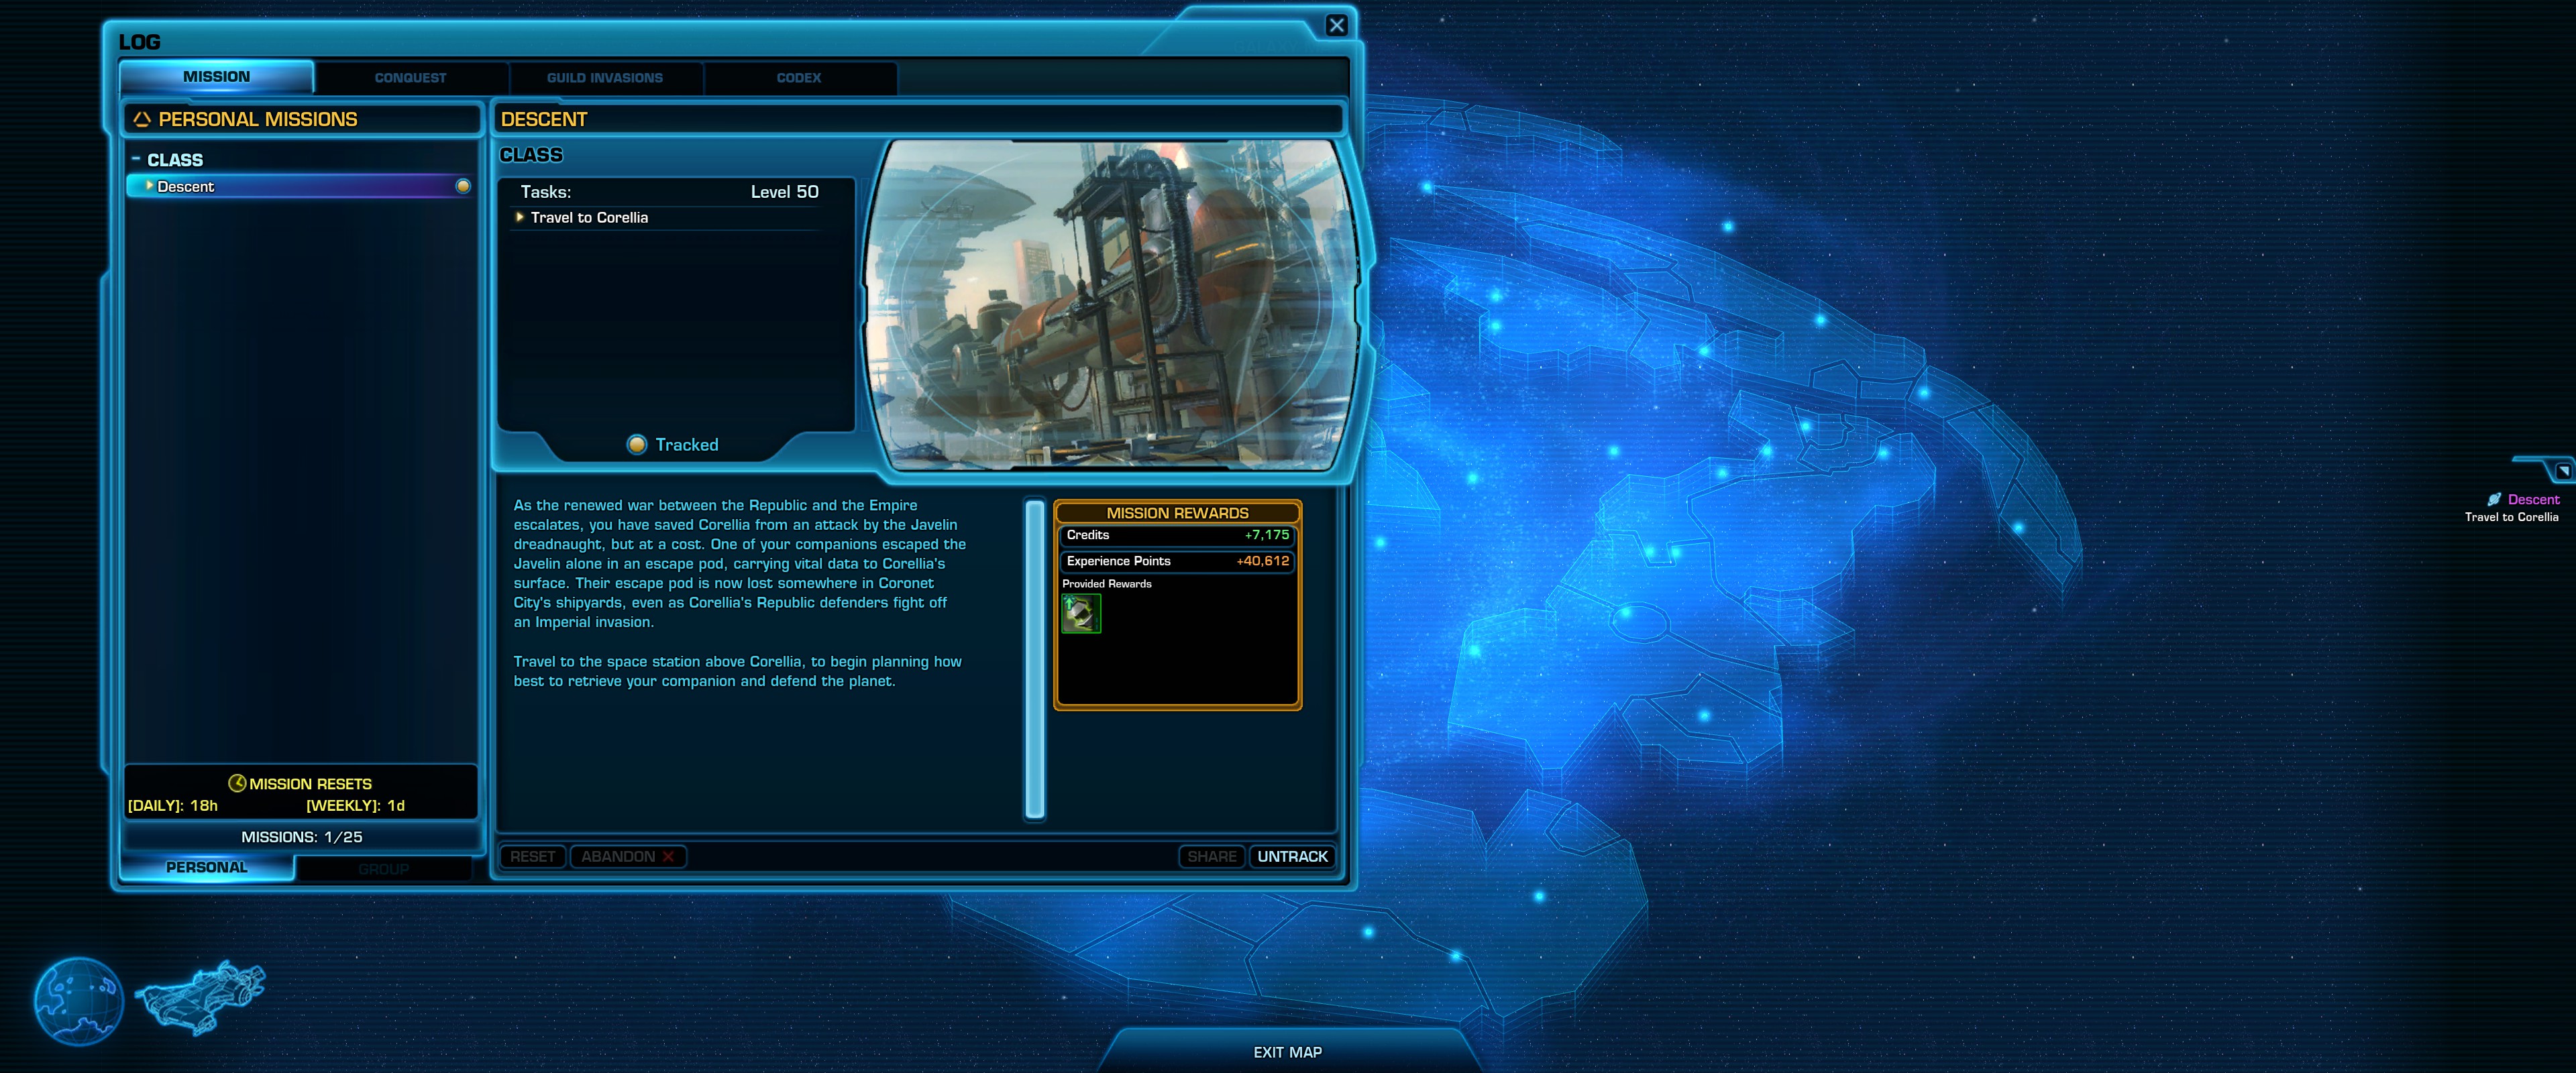 LOG
MISSION
CONQUEST
GUILD INVASIONS
CODEX
PERSONAL MISSIONS
- CLASS
Descent
DESCENT
CLASS
Tasks:
Level 50
Travel to Corellia
Tracked
As the renewed war between the Republic and the Empire
escalates, you have saved Corellia from an attack by the Javelin
dreadnaught, but at a cost. One of your companions escaped the
Javelin alone in an escape pod, carrying vital data to Corellia's
surface. Their escape pod is now lost somewhere in Coronet
City's shipyards, even as Corellia's Republic defenders fight off
an Imperial invasion.
Travel to the space station above Corellia, to begin planning how
best to retrieve your companion and defend the planet.
MISSION REWARDS
Credits +7,175
Experience Points +40,612
Provided Rewards
MISSION RESETS
[DAILY]: 18h [WEEKLY]: 1d
MISSIONS: 1/25
PERSONAL
GROUP
RESET
ABANDON
SHARE
UNTRACK
Descent
Travel to Corellia
EXIT MAP